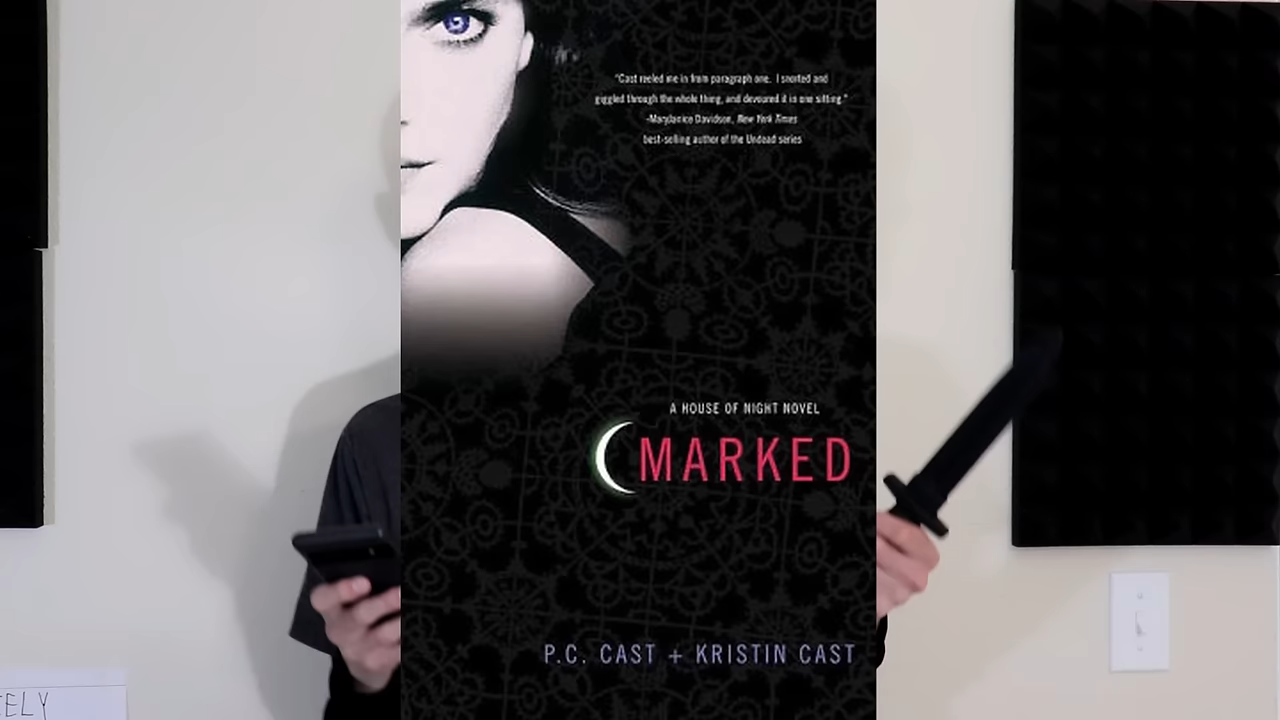 "Cast reeled me in from paragraph one. I snorted and
giggled through the whole thing, and devoured it in one sitting."
-MaryJanice Davidson, New York Times
best-selling author of the Undead series
A HOUSE OF NIGHT NOVEL
MARKED
P.C. CAST + KRISTIN CAST
ELY